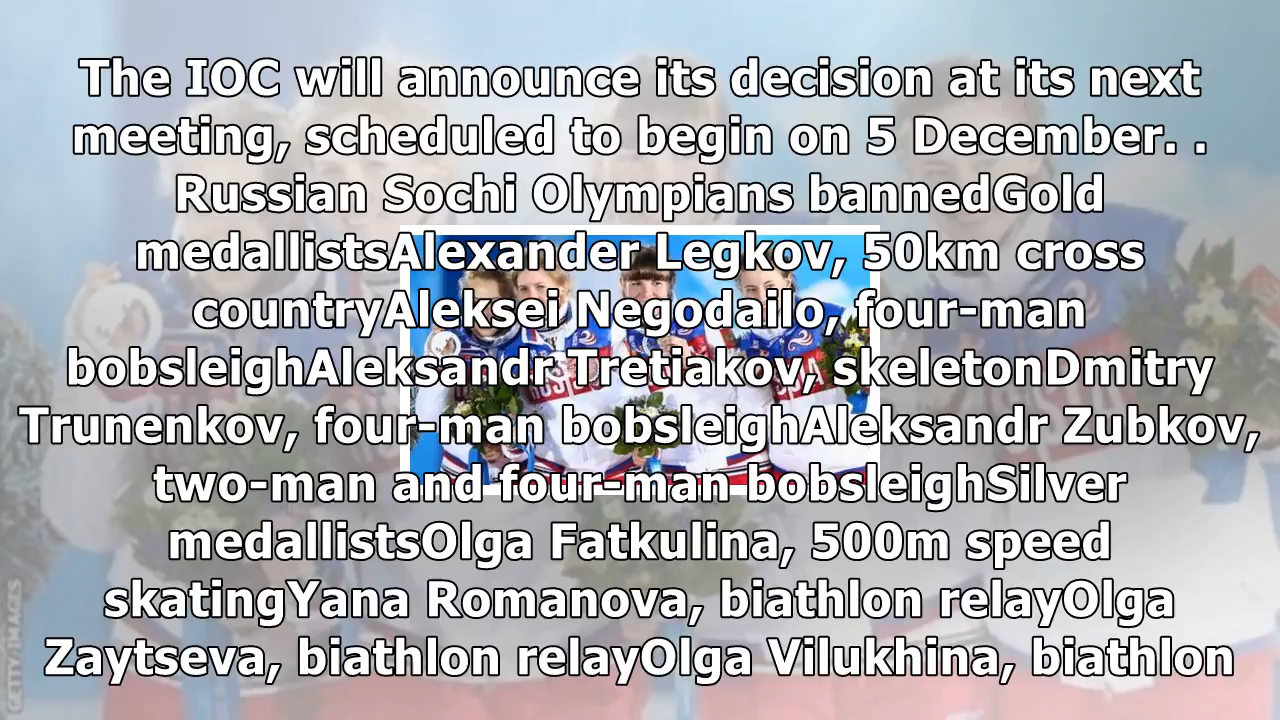 The IOC will announce its decision at its next
meeting, scheduled to begin on 5 December. .
Russian Sochi Olympians bannedGold
medallistsAlexander Legkov, 50km cross
countryAleksei Negodailo, four-man
bobsleighAleksandr Tretiakov, skeletonDmitry
Trunenkov, four-man bobsleighAleksandr Zubkov,
two-man and four-man bobsleighSilver
medallistsOlga Fatkulina, 500m speed
skatingYana Romanova, biathlon relayOlga
Zaytseva, biathlon relayOlga Vilukhina, biathlon
GETTY IMAGES